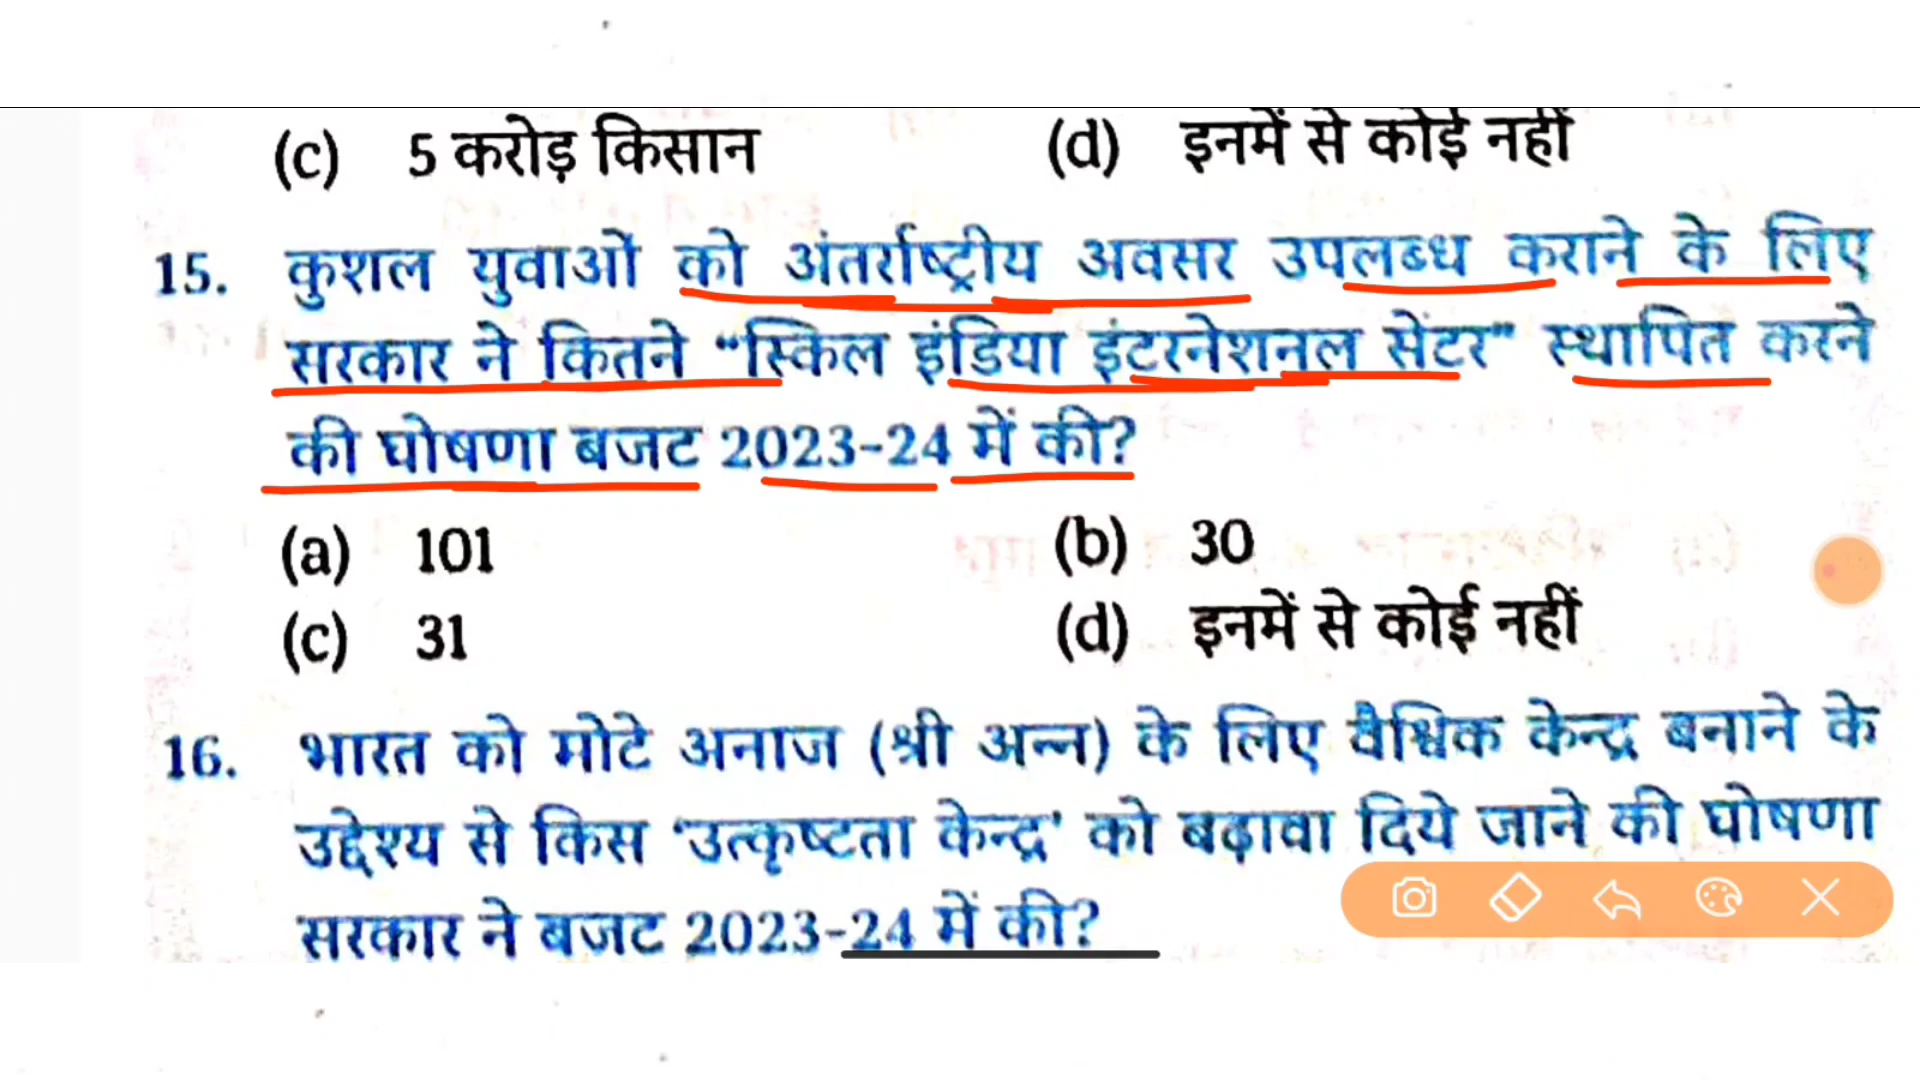 (c) 5 करोड़ किसान (d) इनमें से कोई नहीं
15. कुशल युवाओं को अंतर्राष्ट्रीय अवसर उपलब्ध कराने के लिए
सरकार ने कितने “स्किल इंडिया इंटरनेशनल सेंटर” स्थापित करने
की घोषणा बजट 2023-24 में की?
(a) 101 (b) 30
(c) 31 (d) इनमें से कोई नहीं
16. भारत को मोटे अनाज (श्री अन्न) के लिए वैश्विक केन्द्र बनाने के
उद्देश्य से किस ‘उत्कृष्टता केन्द्र’ को बढ़ावा दिये जाने की घोषणा
सरकार ने बजट 2023-24 में की?